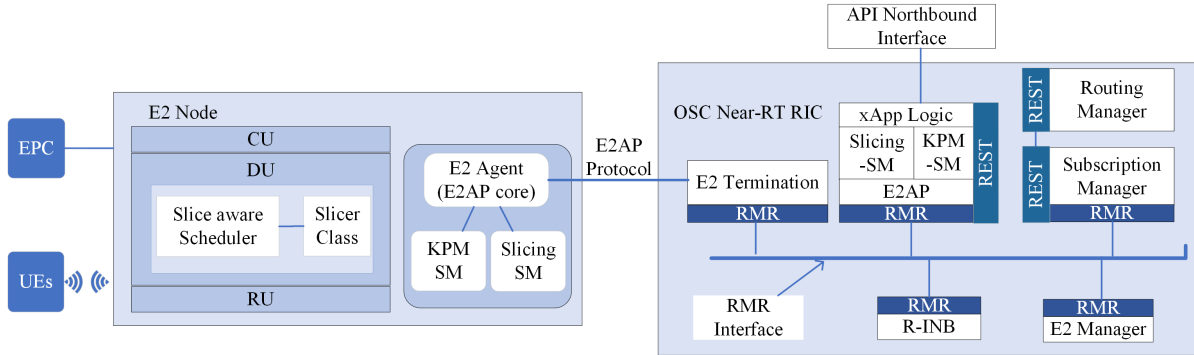 API Northbound
Interface
E2 Node
EPC
UEs
CU
DU
Slice aware
Scheduler
Slicer
Class
RU
E2 Agent
(E2AP core)
KPM
SM
Slicing
SM
E2AP
Protocol
OSC Near-RT RIC
E2 Termination
RMR
xApp Logic
Slicing
-SM
KPM
-SM
E2AP
RMR
REST
REST
Routing
Manager
REST
Subscription
Manager
RMR
RMR
Interface
RMR
R-INB
RMR
E2 Manager